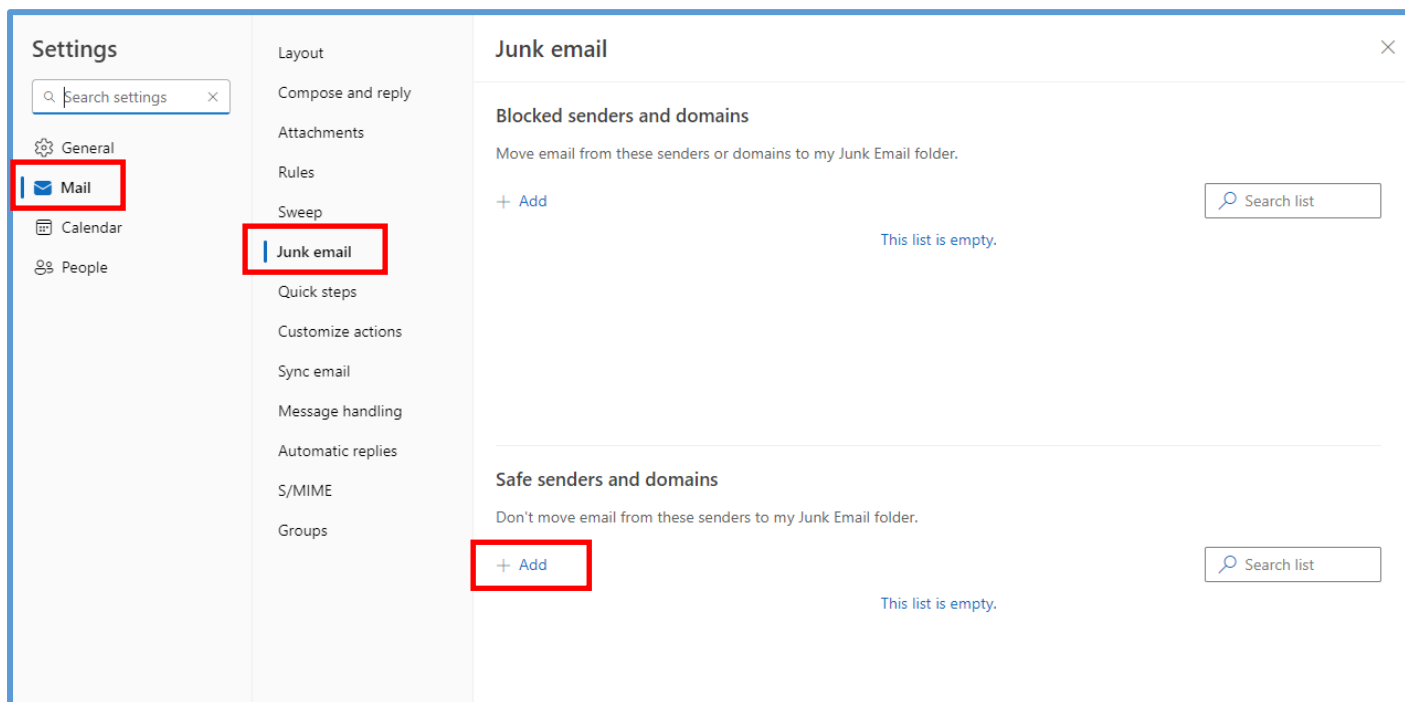 Settings
Search settings
General
Mail
Calendar
People
Layout
Compose and reply
Attachments
Rules
Sweep
Junk email
Quick steps
Customize actions
Sync email
Message handling
Automatic replies
S/MIME
Groups
Junk email
Blocked senders and domains
Move email from these senders or domains to my Junk Email folder.
+ Add
Search list
This list is empty.
Safe senders and domains
Don't move email from these senders to my Junk Email folder.
+ Add
Search list
This list is empty.